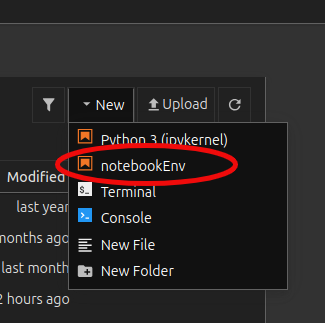 New Upload
Python 3 (ipykernel)
Modified notebookEnv
Terminal
last year
Console
months ago
New File
last month
New Folder
2 hours ago